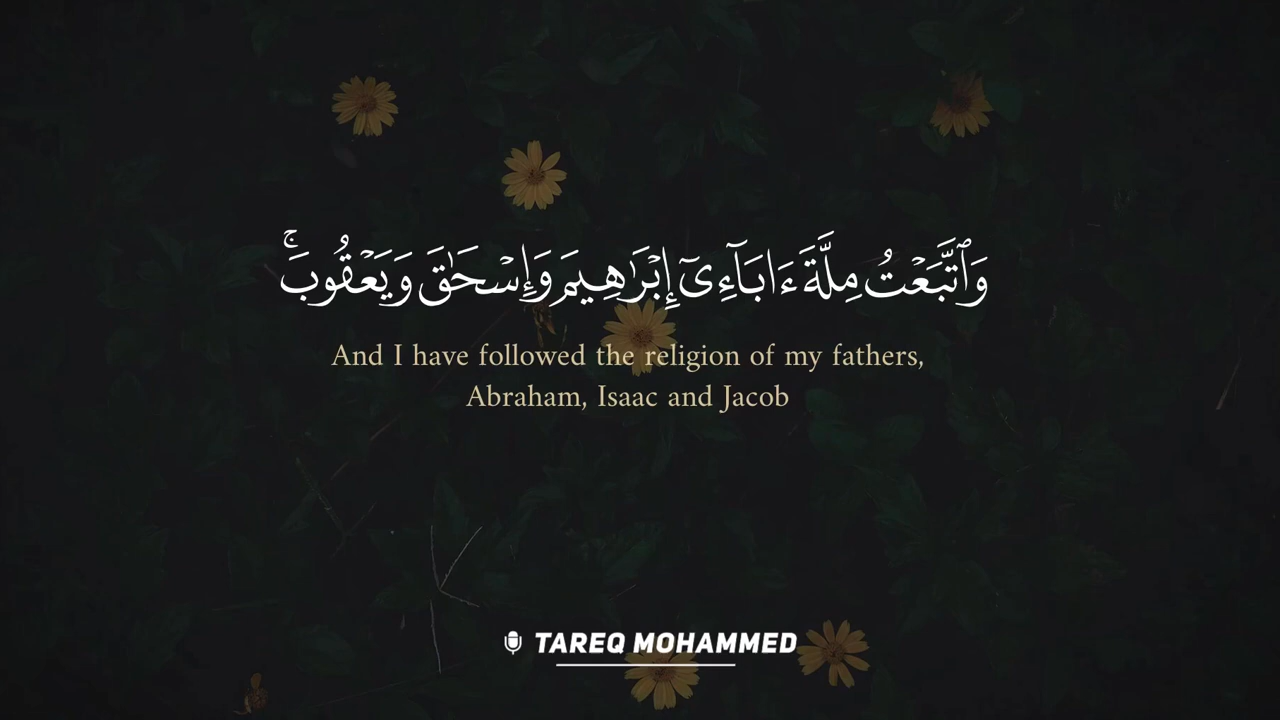 وَٱتَّبَعْتُ مِلَّةَ ءَابَآءِىٓ إِبْرَٰهِيمَ وَإِسْحَٰقَ وَيَعْقُوبَ ۚ
And I have followed the religion of my fathers,
Abraham, Isaac and Jacob
TAREQ MOHAMMED